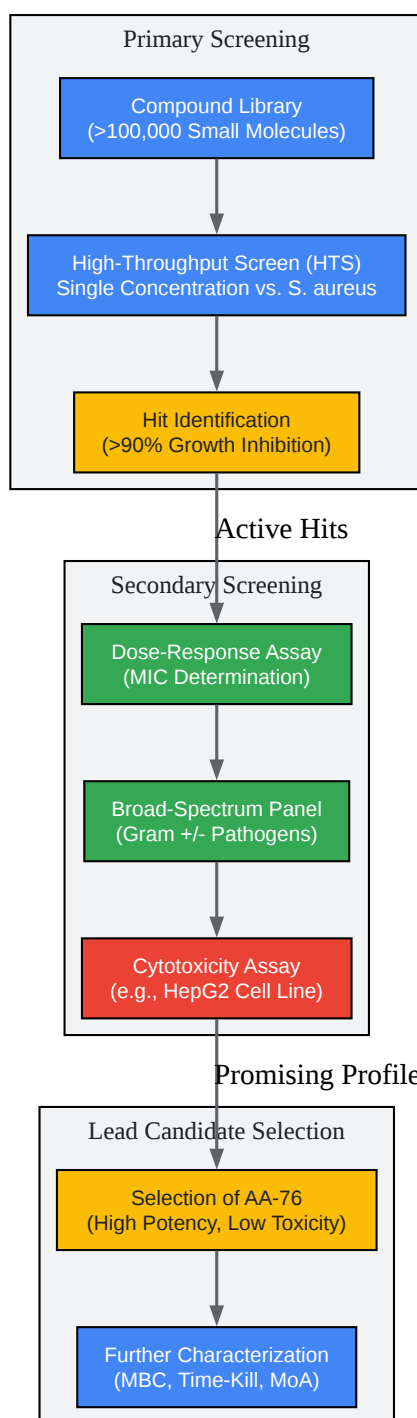 Primary Screening
Compound Library
(>100,000 Small Molecules)
High-Throughput Screen (HTS)
Single Concentration vs. S. aureus
Hit Identification
(>90% Growth Inhibition)
Active Hits
Secondary Screening
Dose-Response Assay
(MIC Determination)
Broad-Spectrum Panel
(Gram +/- Pathogens)
Cytotoxicity Assay
(e.g., HepG2 Cell Line)
Promising Profile
Lead Candidate Selection
Selection of AA-76
(High Potency, Low Toxicity)
Further Characterization
(MBC, Time-Kill, MoA)